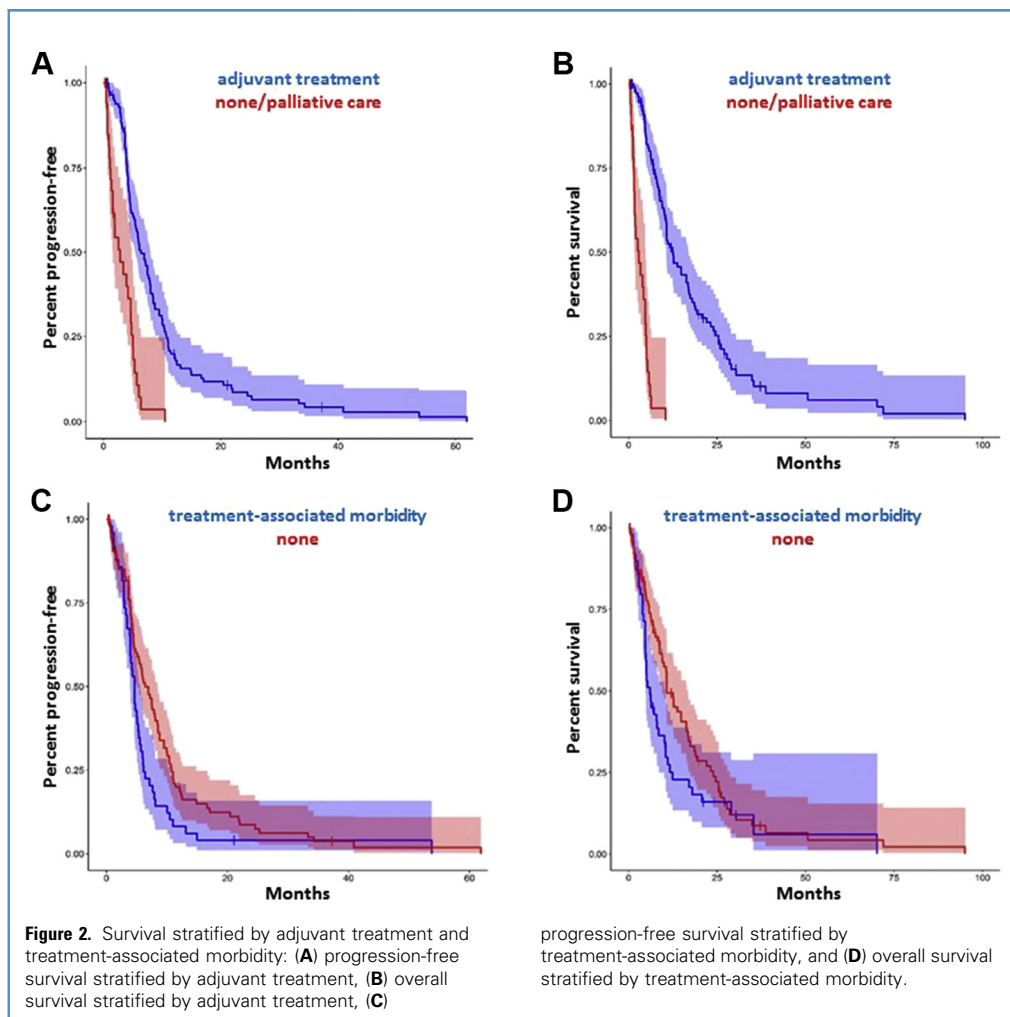 A
adjuvant treatment
none/palliative care
Percent progression-free
1.00
0.75
0.50
0.25
0.00
0
20
40
60
Months
B
adjuvant treatment
none/palliative care
Percent survival
1.00
0.75
0.50
0.25
0.00
0
25
50
75
100
Months
C
treatment-associated morbidity
none
Percent progression-free
1.00
0.75
0.50
0.25
0.00
0
20
40
60
Months
D
treatment-associated morbidity
none
Percent survival
1.00
0.75
0.50
0.25
0.00
0
25
50
75
100
Months
Figure 2. Survival stratified by adjuvant treatment and
treatment-associated morbidity: (A) progression-free
survival stratified by adjuvant treatment, (B) overall
survival stratified by adjuvant treatment, (C)
progression-free survival stratified by
treatment-associated morbidity, and (D) overall survival
stratified by treatment-associated morbidity.